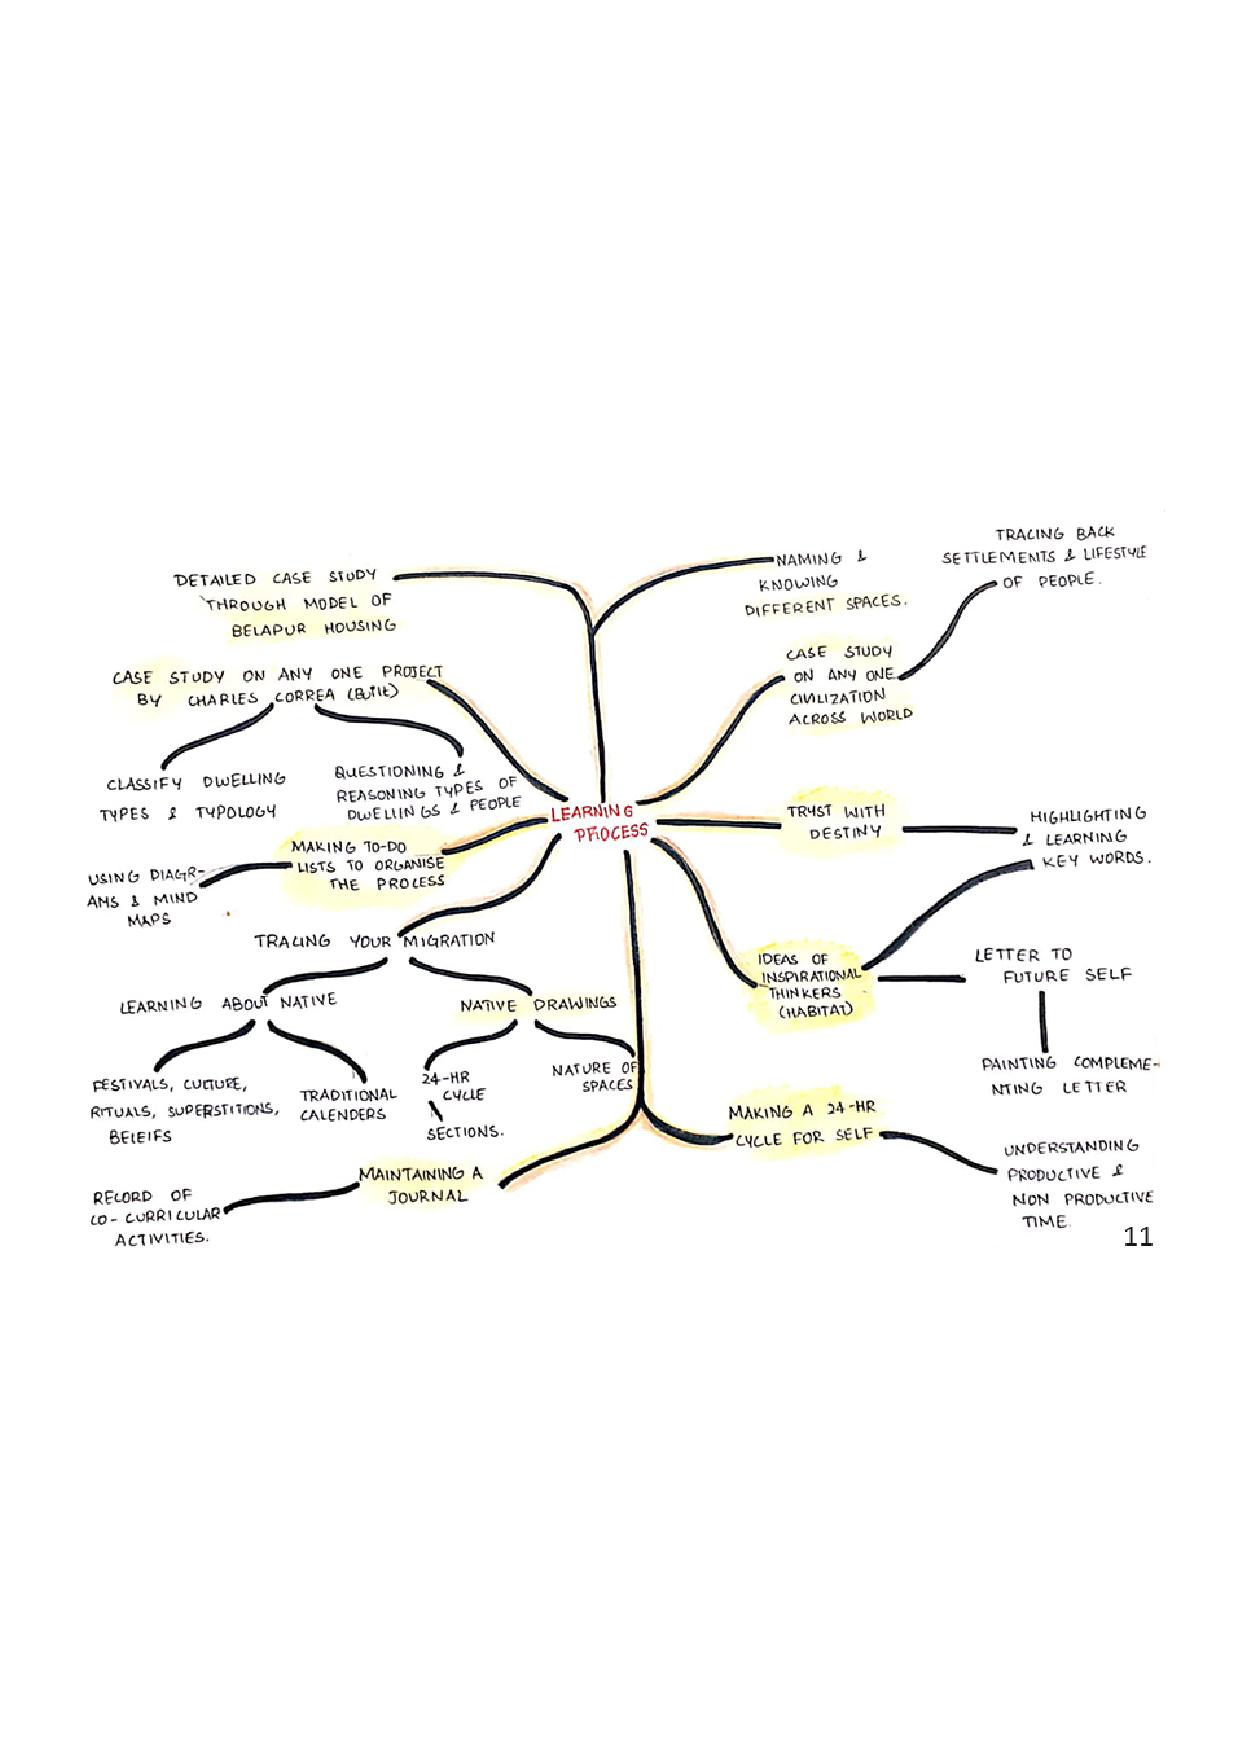 DETAILED CASE STUDY
THROUGH MODEL OF
BELAPUR HOUSING
NAMING &
KNOWING
DIFFERENT SPACES.
TRACING BACK
SETTLEMENTS & LIFESTYLE
OF PEOPLE.
CASE STUDY ON ANY ONE PROJECT
BY CHARLES CORREA (Built)
CLASSIFY DWELLING
TYPES & TYPOLOGY
QUESTIONING &
REASONING TYPES OF
DWELLINGS & PEOPLE
CASE STUDY
ON ANY ONE
CIVILIZATION
ACROSS WORLD
LEARNING
PROCESS
TRYST WITH
DESTINY
HIGHLIGHTING
& LEARNING
KEY WORDS.
MAKING TO-DO
LISTS TO ORGANISE
THE PROCESS
USING DIAGR-
AMS & MIND
MAPS
TRACING YOUR MIGRATION
LEARNING ABOUT NATIVE
NATIVE DRAWINGS
FESTIVALS, CULTURE,
RITUALS, SUPERSTITIONS,
BELEIFS
TRADITIONAL
CALENDERS
24-HR
CYCLE
SECTIONS.
NATURE OF
SPACES
IDEAS OF
INSPIRATIONAL
THINKERS
(HABITAT)
LETTER TO
FUTURE SELF
PAINTING COMPLEME-
NTING LETTER
MAKING A 24-HR
CYCLE FOR SELF
UNDERSTANDING
PRODUCTIVE &
NON PRODUCTIVE
TIME.
MAINTAINING A
JOURNAL
RECORD OF
CO-CURRICULAR
ACTIVITIES.
11